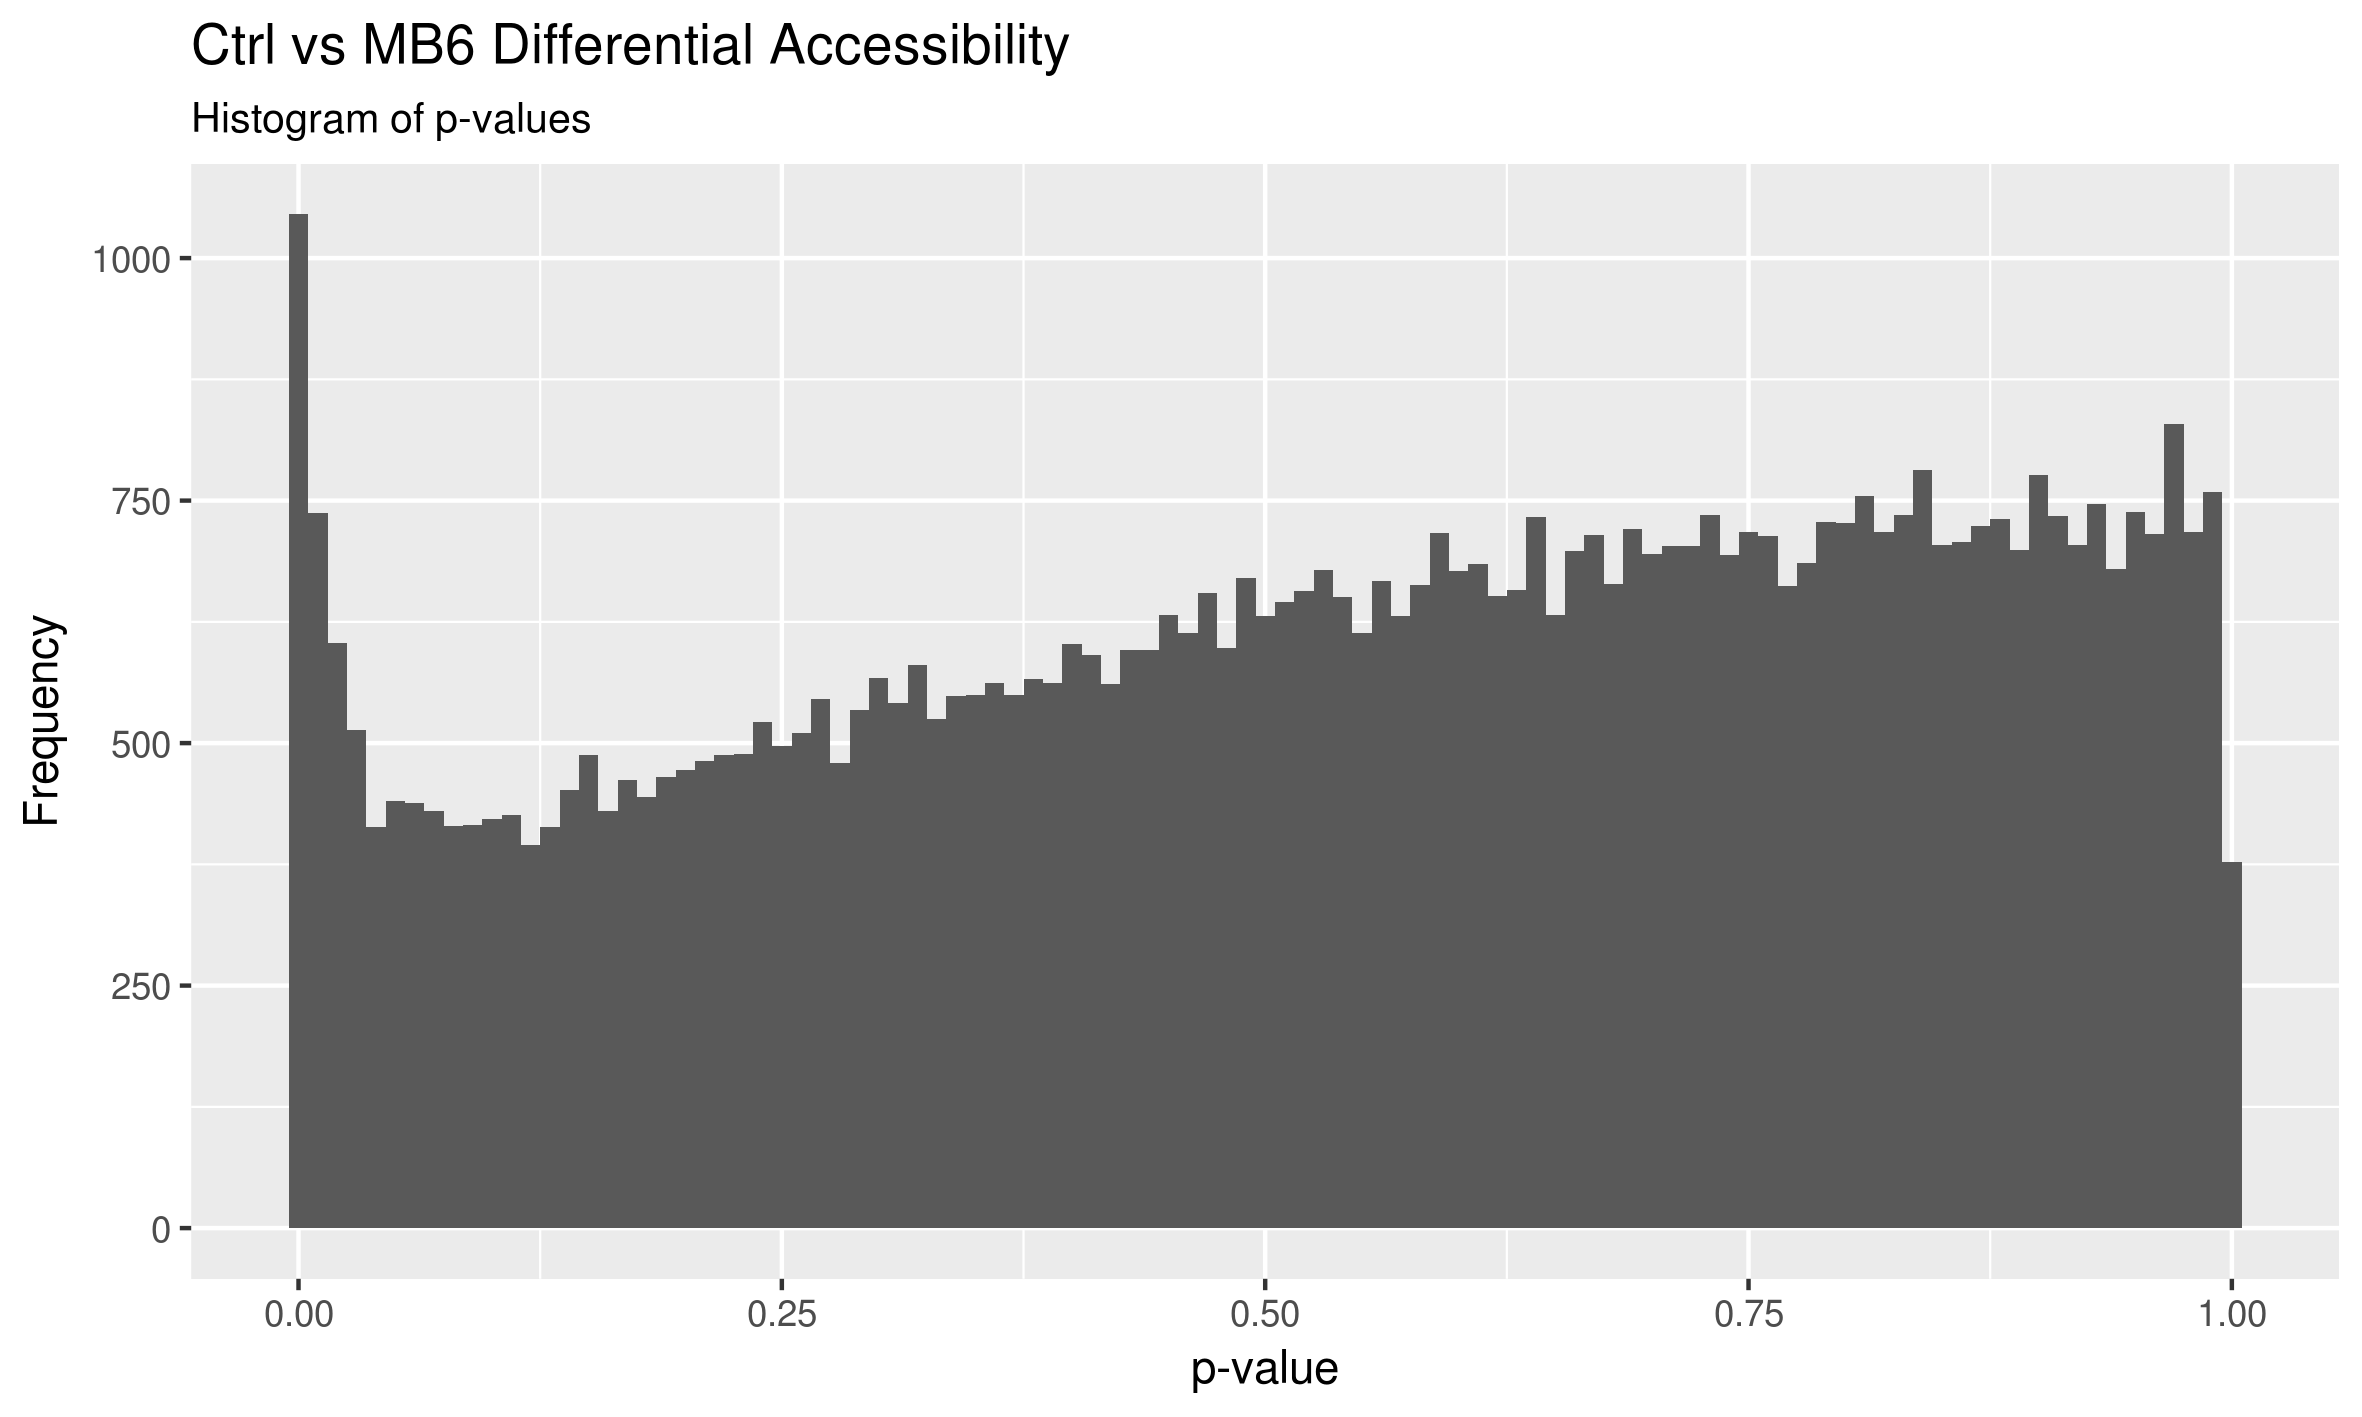 Ctrl vs MB6 Differential Accessibility
Histogram of p-values
1000
750
500
250
0
Frequency
0.00 0.25 0.50 0.75 1.00
p-value